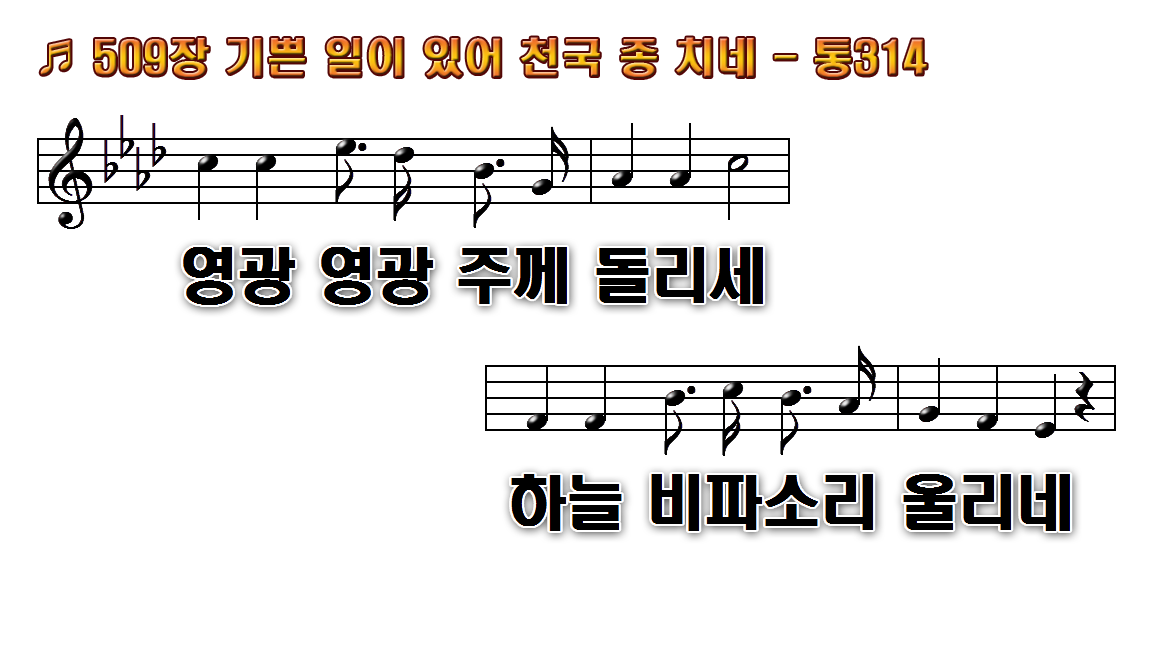 ♬ 509장 기쁜 일이 있어 천국 종 치네 - 통314
영광 영광 주께 돌리세
하늘 비파소리 울리네